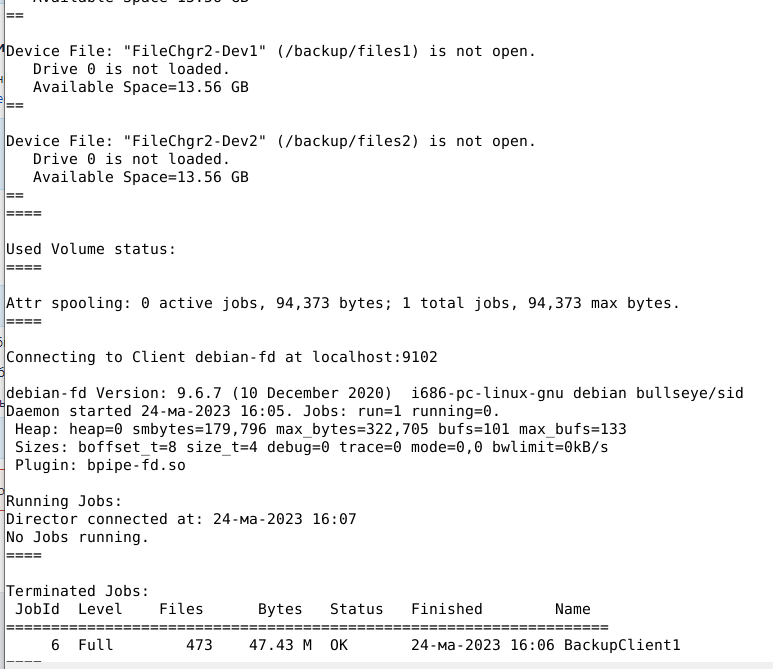 Available Space=13.56 GB
==
Device File: "FileChgr2-Dev1" (/backup/files1) is not open.
   Drive 0 is not loaded.
   Available Space=13.56 GB
==
Device File: "FileChgr2-Dev2" (/backup/files2) is not open.
   Drive 0 is not loaded.
   Available Space=13.56 GB
==
====
Used Volume status:
====
Attr spooling: 0 active jobs, 94,373 bytes; 1 total jobs, 94,373 max bytes.
====
Connecting to Client debian-fd at localhost:9102
debian-fd Version: 9.6.7 (10 December 2020)  i686-pc-linux-gnu debian bullseye/sid
Daemon started 24-ма-2023 16:05. Jobs: run=1 running=0.
 Heap: heap=0 smbytes=179,796 max_bytes=322,705 bufs=101 max_bufs=133
 Sizes: boffset_t=8 size_t=4 debug=0 trace=0 mode=0,0 bwlimit=0kB/s
 Plugin: bpipe-fd.so
Running Jobs:
Director connected at: 24-ма-2023 16:07
No Jobs running.
====
Terminated Jobs:
 JobId  Level    Files      Bytes   Status   Finished        Name
===================================================================
     6  Full        473    47.43 M  OK       24-ма-2023 16:06 BackupClient1
====